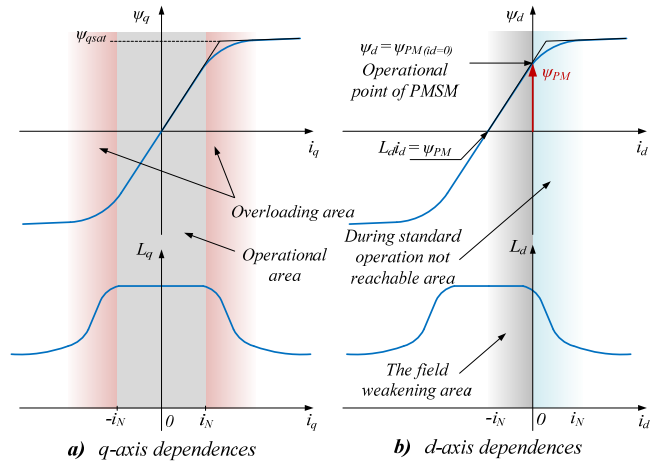 ψq
ψqsat
iq
Overloading area
Operational
area
Lq
-iN
0
iN
iq
a) q-axis dependences
ψd
ψd = ψPM (id=0)
Operational
point of PMSM
ψPM
Ldid = ψPM
id
During standard
operation not
reachable area
Ld
The field
weakening area
-iN
0
iN
id
b) d-axis dependences